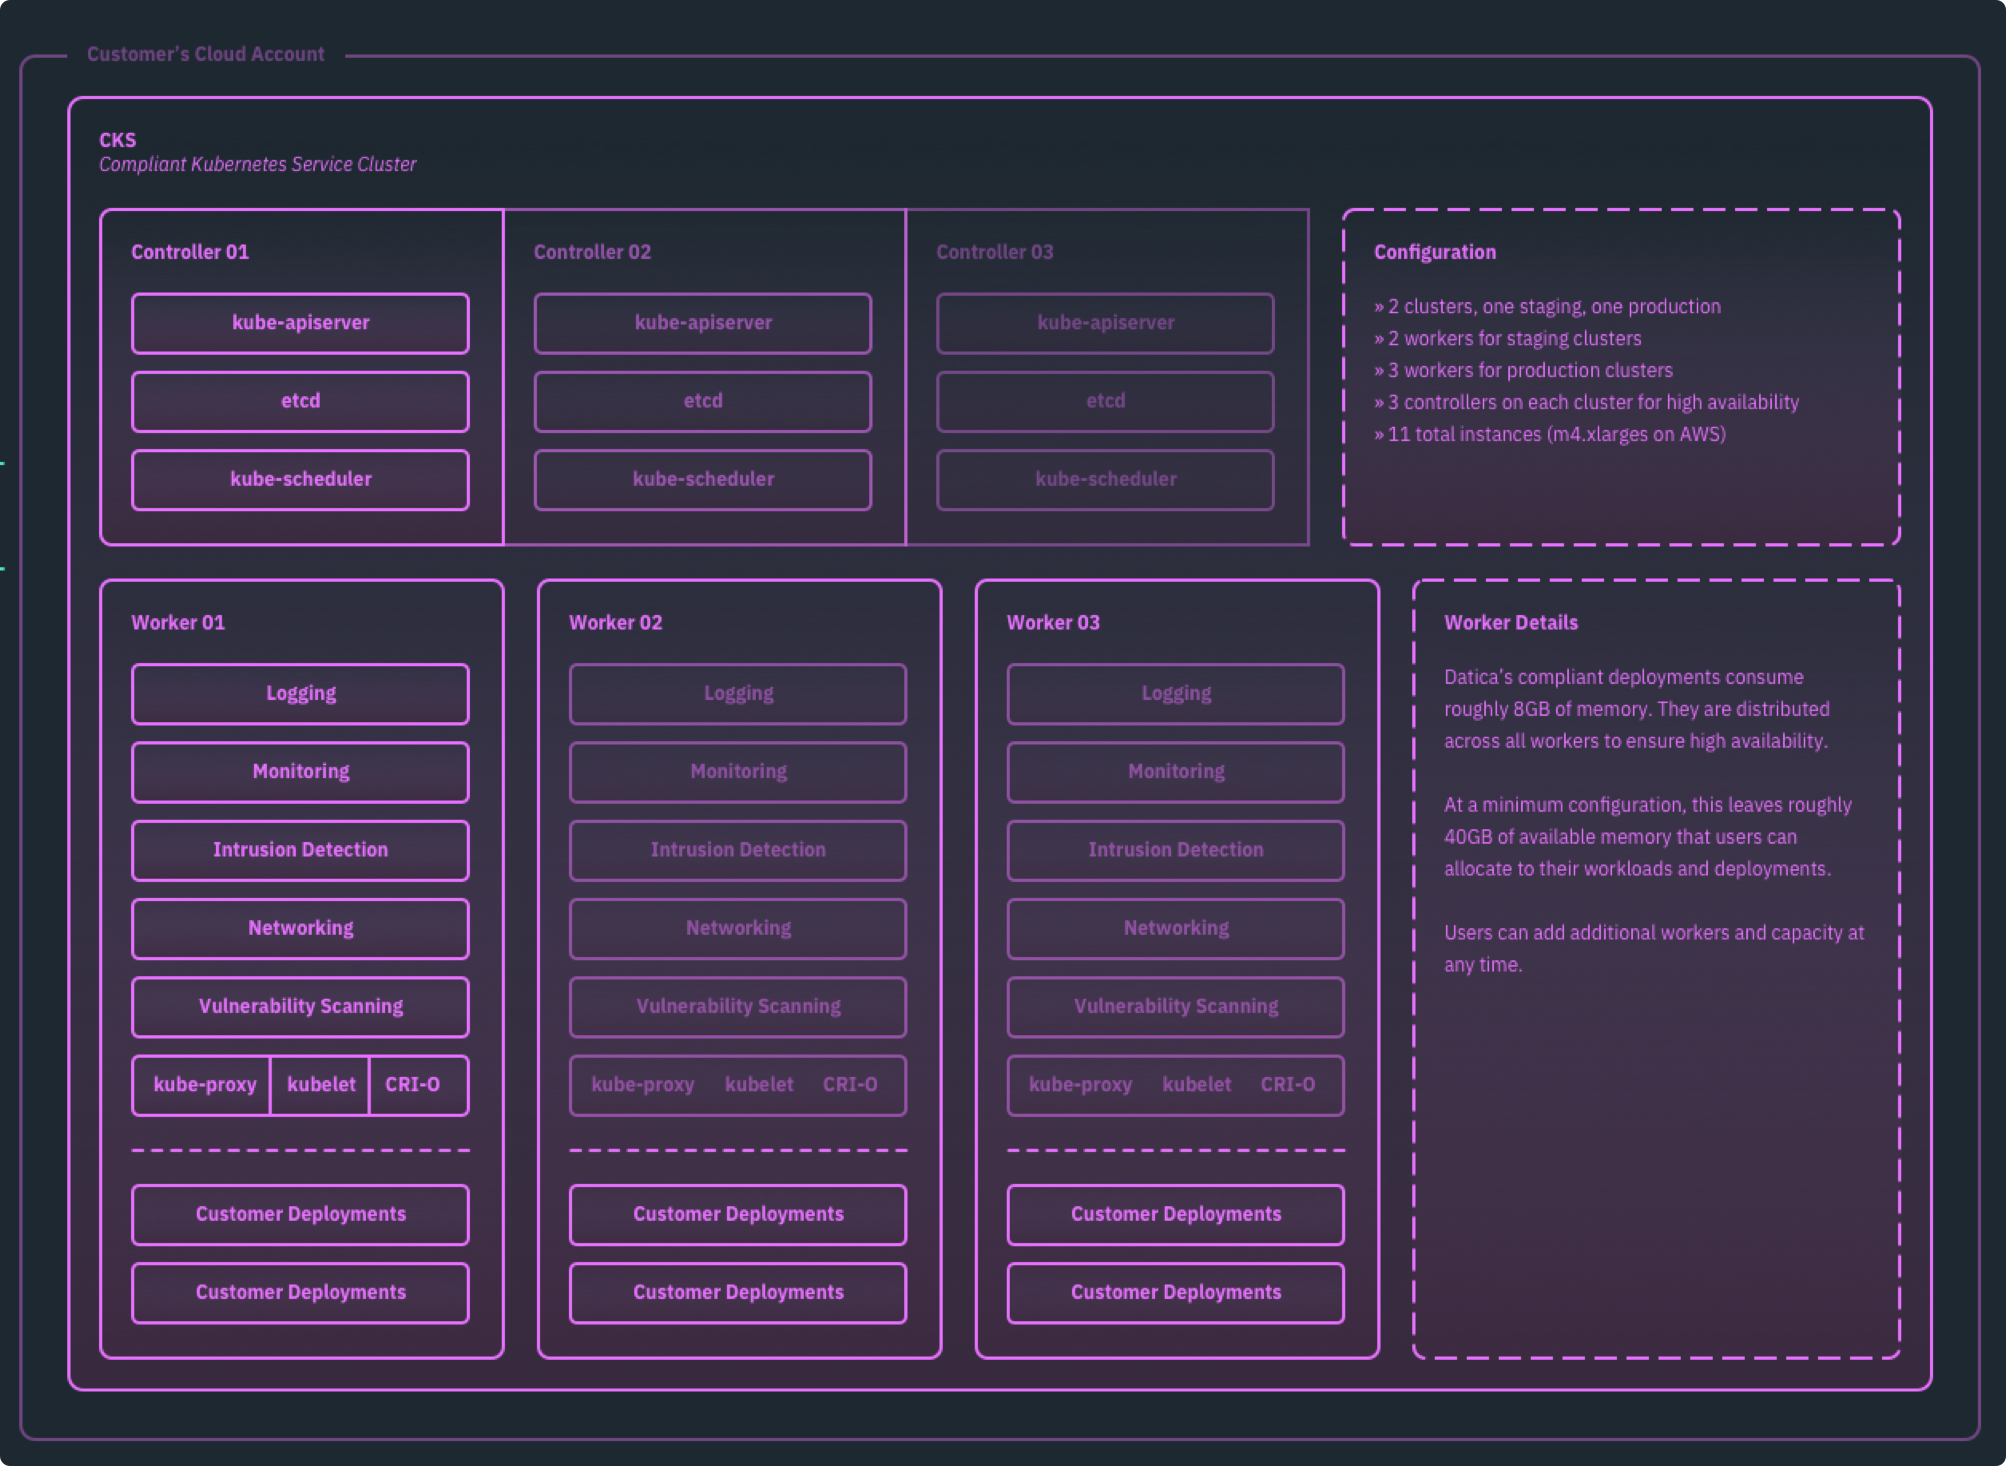 Customer’s Cloud Account
CKS
Compliant Kubernetes Service Cluster
Controller 01
kube-apiserver
etcd
kube-scheduler
Controller 02
kube-apiserver
etcd
kube-scheduler
Controller 03
kube-apiserver
etcd
kube-scheduler
Configuration
» 2 clusters, one staging, one production
» 2 workers for staging clusters
» 3 workers for production clusters
» 3 controllers on each cluster for high availability
» 11 total instances (m4.xlarges on AWS)
Worker 01
Logging
Monitoring
Intrusion Detection
Networking
Vulnerability Scanning
kube-proxy kubelet CRI-O
Customer Deployments
Customer Deployments
Worker 02
Logging
Monitoring
Intrusion Detection
Networking
Vulnerability Scanning
kube-proxy kubelet CRI-O
Customer Deployments
Customer Deployments
Worker 03
Logging
Monitoring
Intrusion Detection
Networking
Vulnerability Scanning
kube-proxy kubelet CRI-O
Customer Deployments
Customer Deployments
Worker Details
Datica’s compliant deployments consume
roughly 8GB of memory. They are distributed
across all workers to ensure high availability.
At a minimum configuration, this leaves roughly
40GB of available memory that users can
allocate to their workloads and deployments.
Users can add additional workers and capacity at
any time.